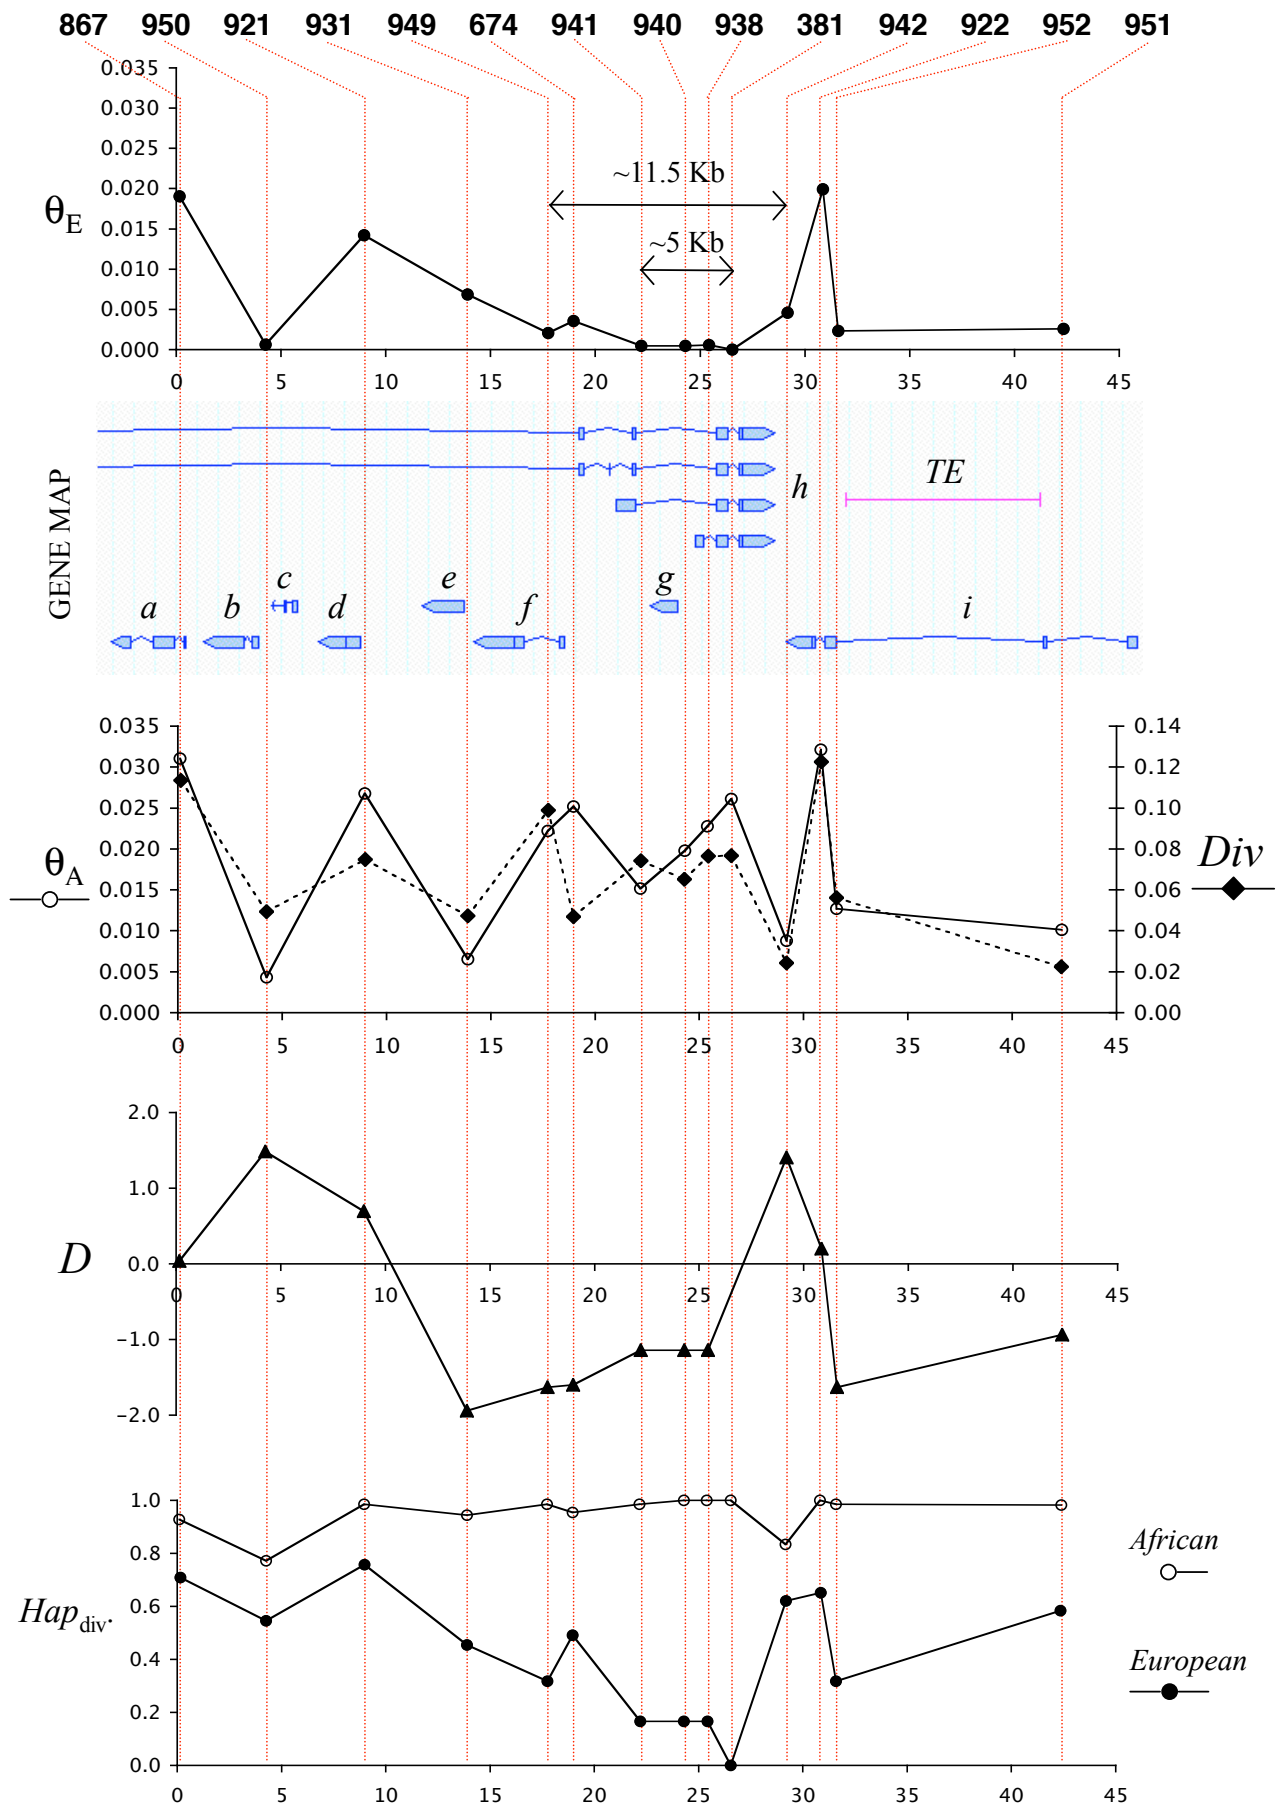 867 950 921 931 949 674 941 940 938 381 942 922 952 951
0.035
0.030
0.025
0.020
0.015
0.010
0.005
0.000
θE
~11.5 Kb
~5 Kb
0 5 10 15 20 25 30 35 40 45
GENE MAP
h
TE
a b c d e f g i
0.035
0.030
0.025
0.020
0.015
0.010
0.005
0.000
θA
0.14
0.12
0.10
0.08
0.06
0.04
0.02
0.00
Div
0 5 10 15 20 25 30 35 40 45
2.0
1.0
0.0
−1.0
−2.0
D
0 5 10 15 20 25 30 35 40 45
1.0
0.8
0.6
0.4
0.2
0.0
Hapdiv.
African
European
0 5 10 15 20 25 30 35 40 45